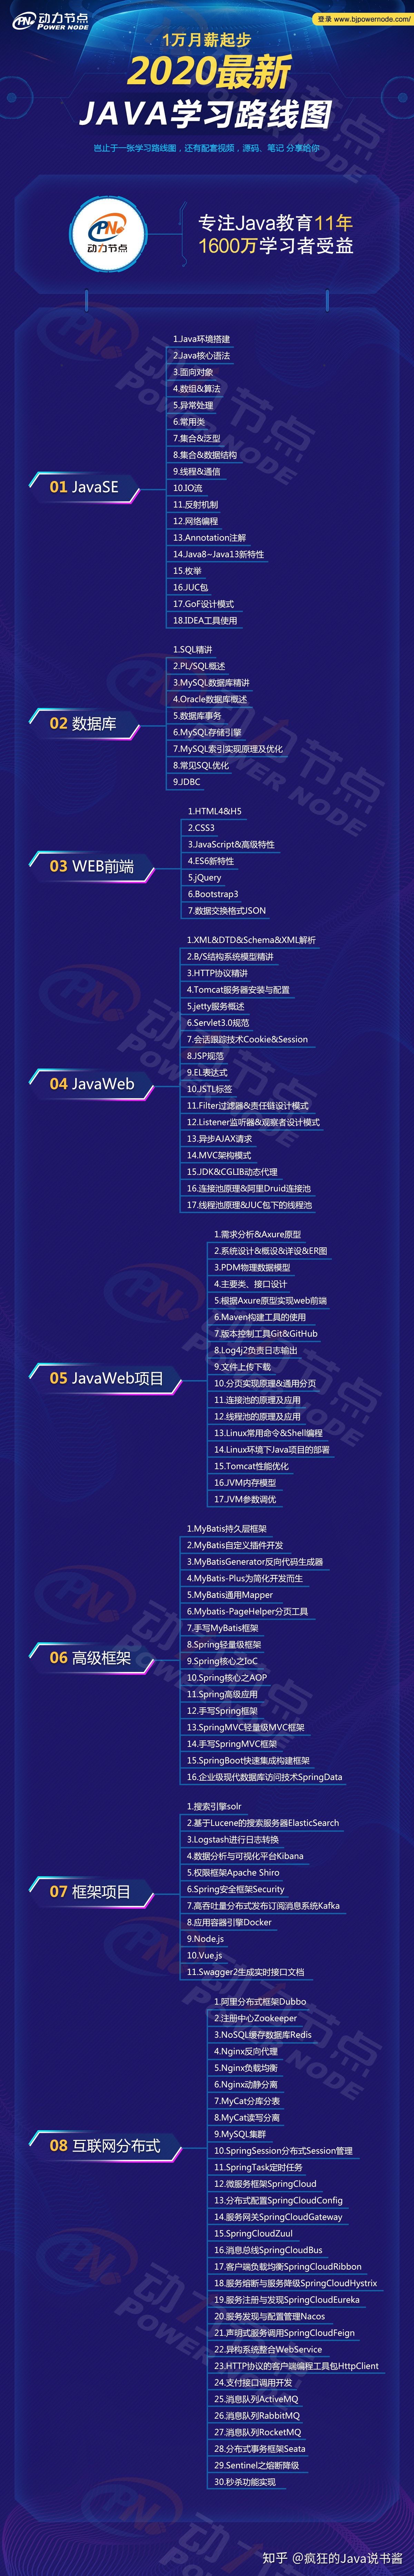 动力节点
POWER NODE
登录 www.bjpowernode.com/
1万月薪起步
2020最新
JAVA学习路线图
岂止于一张学习路线图，还有配套视频，源码、笔记 分享给你
动力节点
专注Java教育11年
1600万学习者受益
01 JavaSE
1.Java环境搭建
2.Java核心语法
3.面向对象
4.数组&算法
5.异常处理
6.常用类
7.集合&泛型
8.集合&数据结构
9.线程&通信
10.IO流
11.反射机制
12.网络编程
13.Annotation注解
14.Java8~Java13新特性
15.枚举
16.JUC包
17.GoF设计模式
18.IDEA工具使用
02 数据库
1.SQL精讲
2.PL/SQL概述
3.MySQL数据库精讲
4.Oracle数据库概述
5.数据库事务
6.MySQL存储引擎
7.MySQL索引实现原理及优化
8.常见SQL优化
9.JDBC
03 WEB前端
1.HTML4&H5
2.CSS3
3.JavaScript&高级特性
4.ES6新特性
5.jQuery
6.Bootstrap3
7.数据交换格式JSON
04 JavaWeb
1.XML&DTD&Schema&XML解析
2.B/S结构系统模型精讲
3.HTTP协议精讲
4.Tomcat服务器安装与配置
5.jetty服务概述
6.Servlet3.0规范
7.会话跟踪技术Cookie&Session
8.JSP规范
9.EL表达式
10.JSTL标签
11.Filter过滤器&责任链设计模式
12.Listener监听器&观察者设计模式
13.异步AJAX请求
14.MVC架构模式
15.JDK&CGLIB动态代理
16.连接池原理&阿里Druid连接池
17.线程池原理&JUC包下的线程池
05 JavaWeb项目
1.需求分析&Axure原型
2.系统设计&概设&详设&ER图
3.PDM物理数据模型
4.主要类、接口设计
5.根据Axure原型实现web前端
6.Maven构建工具的使用
7.版本控制工具Git&GitHub
8.Log4j2负责日志输出
9.文件上传下载
10.分页实现原理&通用分页
11.连接池的原理及应用
12.线程池的原理及应用
13.Linux常用命令&Shell编程
14.Linux环境下Java项目的部署
15.Tomcat性能优化
16.JVM内存模型
17.JVM参数调优
06 高级框架
1.MyBatis持久层框架
2.MyBatis自定义插件开发
3.MyBatisGenerator反向代码生成器
4.MyBatis-Plus为简化开发而生
5.MyBatis通用Mapper
6.Mybatis-PageHelper分页工具
7.手写MyBatis框架
8.Spring轻量级框架
9.Spring核心之IoC
10.Spring核心之AOP
11.Spring高级应用
12.手写Spring框架
13.SpringMVC轻量级MVC框架
14.手写SpringMVC框架
15.SpringBoot快速集成构建框架
16.企业级现代数据库访问技术SpringData
07 框架项目
1.搜索引擎solr
2.基于Lucene的搜索服务器ElasticSearch
3.Logstash进行日志转换
4.数据分析与可视化平台Kibana
5.权限框架Apache Shiro
6.Spring安全框架Security
7.高吞吐量分布式发布订阅消息系统Kafka
8.应用容器引擎Docker
9.Node.js
10.Vue.js
11.Swagger2生成实时接口文档
08 互联网分布式
1.阿里分布式框架Dubbo
2.注册中心Zookeeper
3.NoSQL缓存数据库Redis
4.Nginx反向代理
5.Nginx负载均衡
6.Nginx动静分离
7.MyCat分库分表
8.MyCat读写分离
9.MySQL集群
10.SpringSession分布式Session管理
11.SpringTask定时任务
12.微服务框架SpringCloud
13.分布式配置SpringCloudConfig
14.服务网关SpringCloudGateway
15.SpringCloudZuul
16.消息总线SpringCloudBus
17.客户端负载均衡SpringCloudRibbon
18.服务熔断与服务降级SpringCloudHystrix
19.服务注册与发现SpringCloudEureka
20.服务发现与配置管理Nacos
21.声明式服务调用SpringCloudFeign
22.异构系统整合WebService
23.HTTP协议的客户端编程工具包HttpClient
24.支付接口调用开发
25.消息队列ActiveMQ
26.消息队列RabbitMQ
27.消息队列RocketMQ
28.分布式事务框架Seata
29.Sentinel之熔断降级
30.秒杀功能实现
知乎 @疯狂的Java说书酱